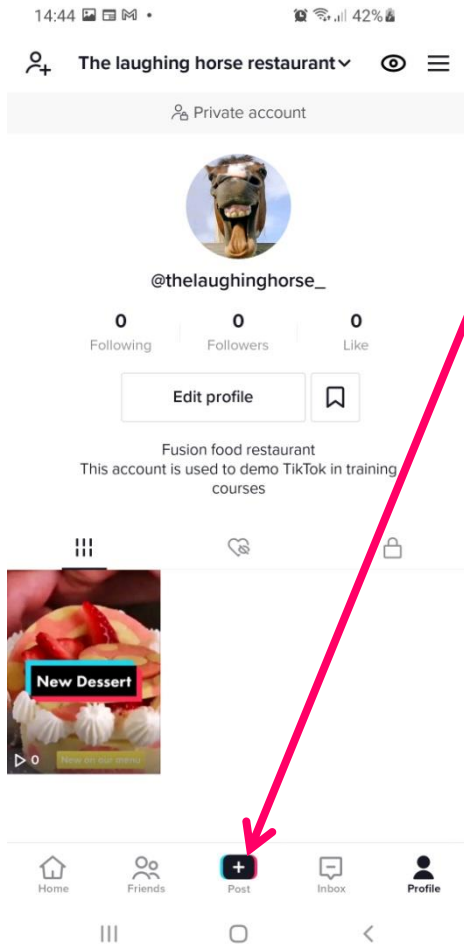 14:44 42%
The laughing horse restaurant
Private account
@thelaughinghorse_
0 0 0
Following Followers Like
Edit profile
Fusion food restaurant
This account is used to demo TikTok in training
courses
New Dessert
0 New on our menu
Home Friends Post Inbox Profile